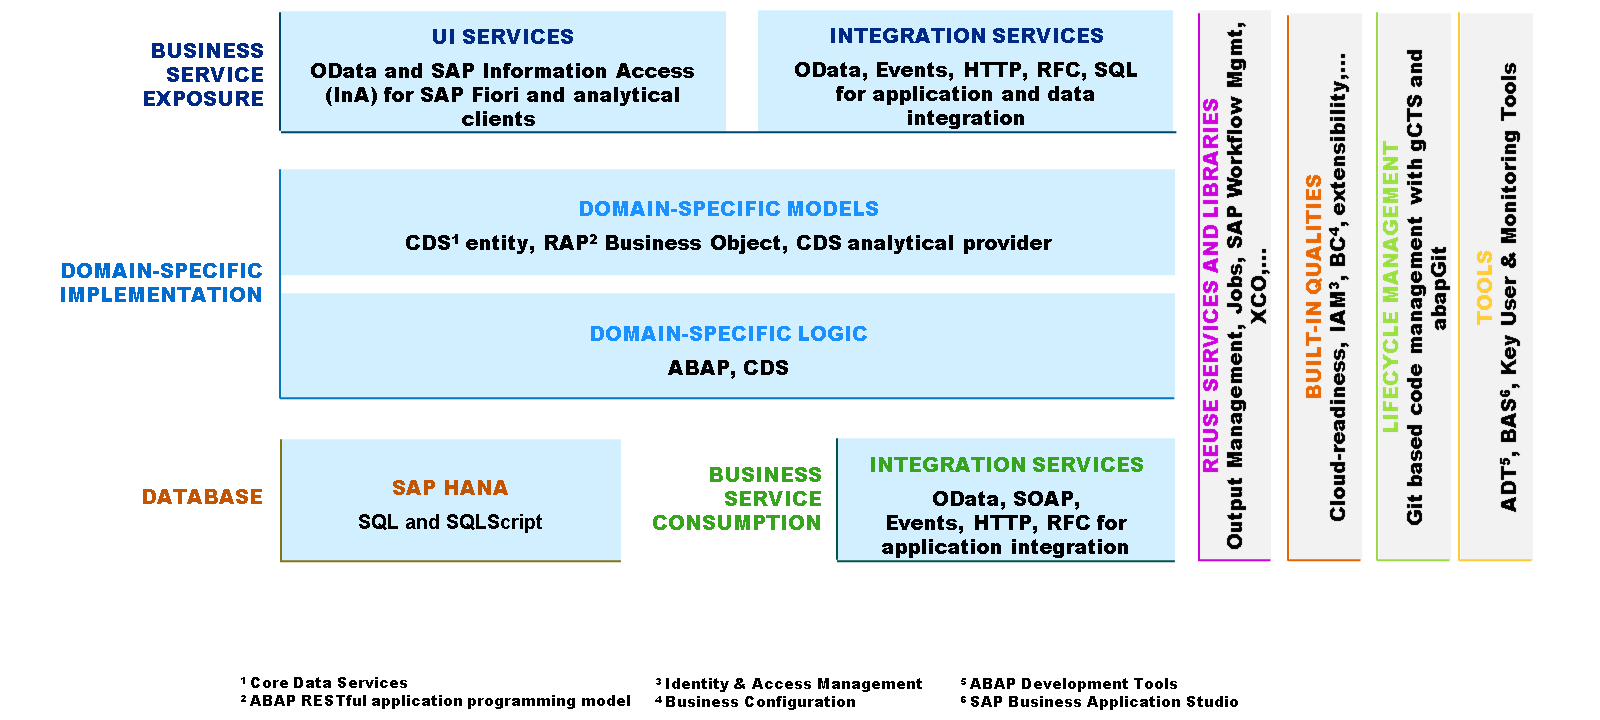 BUSINESS
SERVICE
EXPOSURE
UI SERVICES
OData and SAP Information Access
(InA) for SAP Fiori and analytical
clients
INTEGRATION SERVICES
OData, Events, HTTP, RFC, SQL
for application and data
integration
DOMAIN-SPECIFIC
IMPLEMENTATION
DOMAIN-SPECIFIC MODELS
CDS¹ entity, RAP² Business Object, CDS analytical provider
DOMAIN-SPECIFIC LOGIC
ABAP, CDS
DATABASE
SAP HANA
SQL and SQLScript
BUSINESS
SERVICE
CONSUMPTION
INTEGRATION SERVICES
OData, SOAP,
Events, HTTP, RFC for
application integration
REUSE SERVICES AND LIBRARIES
Output Management, Jobs, SAP Workflow Mgmt,
XCO,...
BUILT-IN QUALITIES
Cloud-readiness, IAM³, BC⁴, extensibility,...
LIFECYCLE MANAGEMENT
Git based code management with gCTS and
abapGit
TOOLS
ADT⁵, BAS⁶, Key User & Monitoring Tools
¹ Core Data Services
² ABAP RESTful application programming model
³ Identity & Access Management
⁴ Business Configuration
⁵ ABAP Development Tools
⁶ SAP Business Application Studio